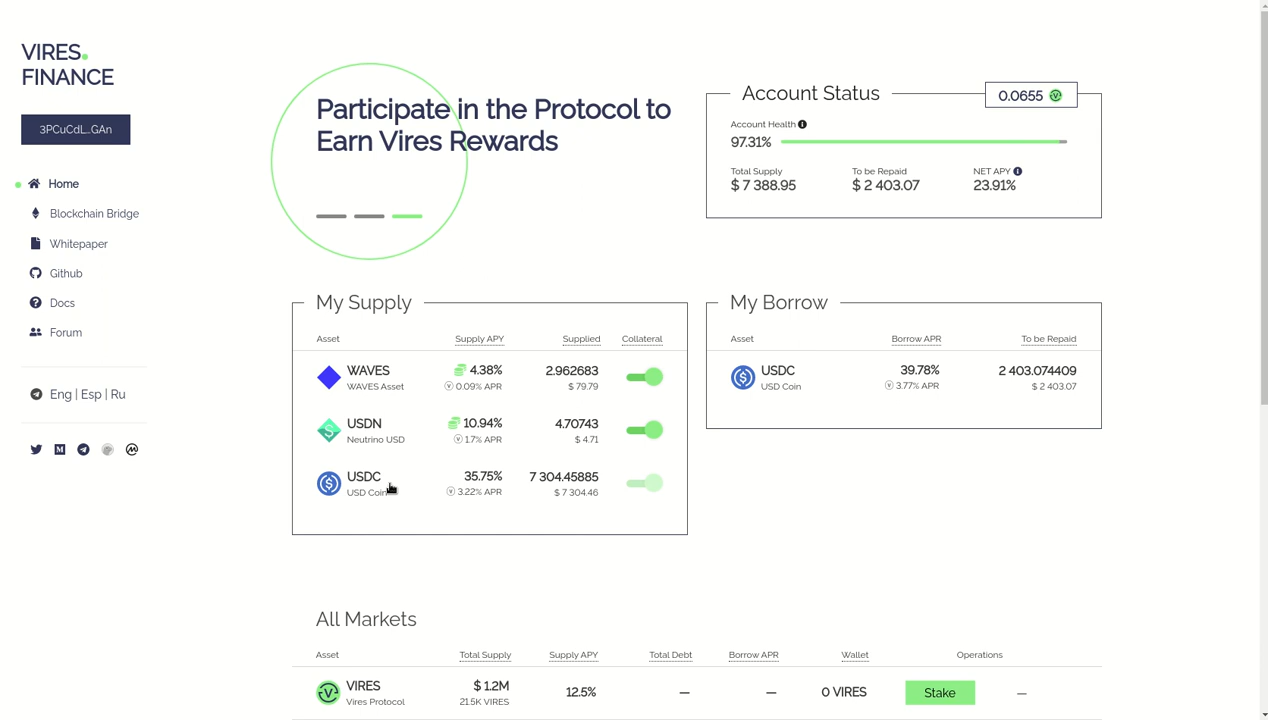 VIRES.
FINANCE
3PCuCdL...GAn
Home
Blockchain Bridge
Whitepaper
Github
Docs
Forum
Eng | Esp | Ru
Participate in the Protocol to
Earn Vires Rewards
Account Status
0.0655
Account Health
97.31%
Total Supply To be Repaid NET APY
$ 7 388.95 $ 2 403.07 23.91%
My Supply
Asset Supply APY Supplied Collateral
WAVES 4.38% 2.962683
WAVES Asset 0.09% APR $ 79.79
USDN 10.94% 4.70743
Neutrino USD 1.7% APR $ 4.71
USDC 35.75% 7 304.45885
USD Coin 3.22% APR $ 7 304.46
My Borrow
Asset Borrow APR To be Repaid
USDC 39.78% 2 403.074409
USD Coin 3.77% APR $ 2 403.07
All Markets
Asset Total Supply Supply APY Total Debt Borrow APR Wallet Operations
VIRES $ 1.2M 12.5% — — 0 VIRES Stake —
Vires Protocol 21.5K VIRES